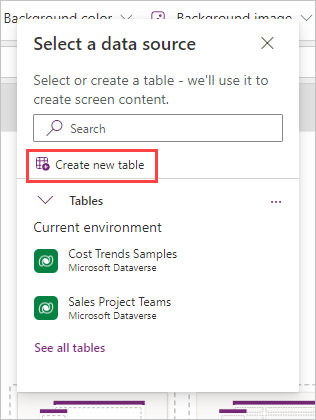 Background color
Background image
Select a data source
Select or create a table - we'll use it to
create screen content.
Search
Create new table
Tables
...
Current environment
Cost Trends Samples
Microsoft Dataverse
Sales Project Teams
Microsoft Dataverse
See all tables